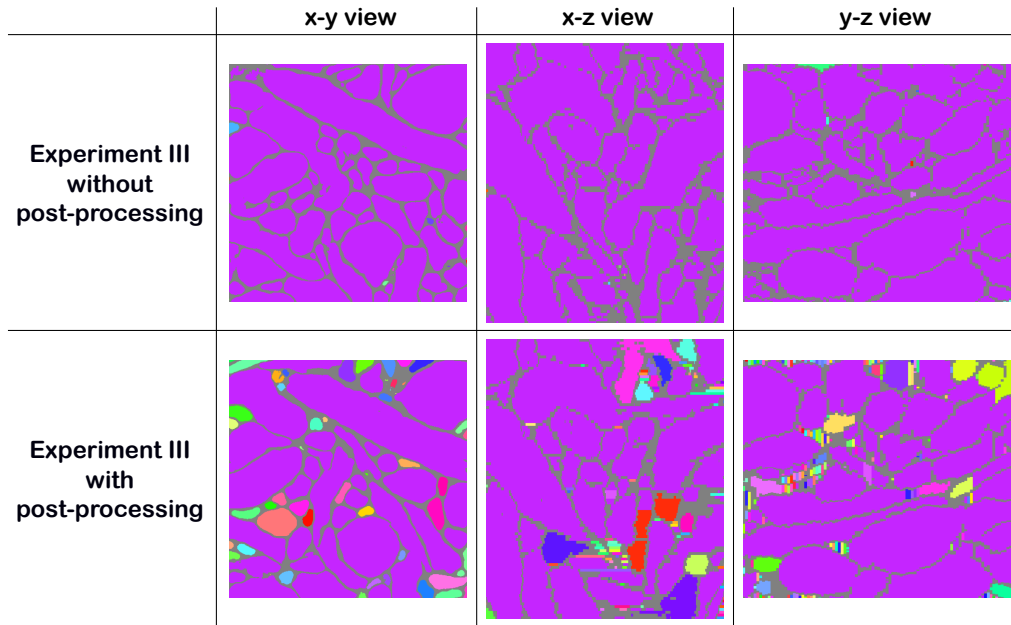 x-y view
x-z view
y-z view
Experiment III
without
post-processing
Experiment III
with
post-processing